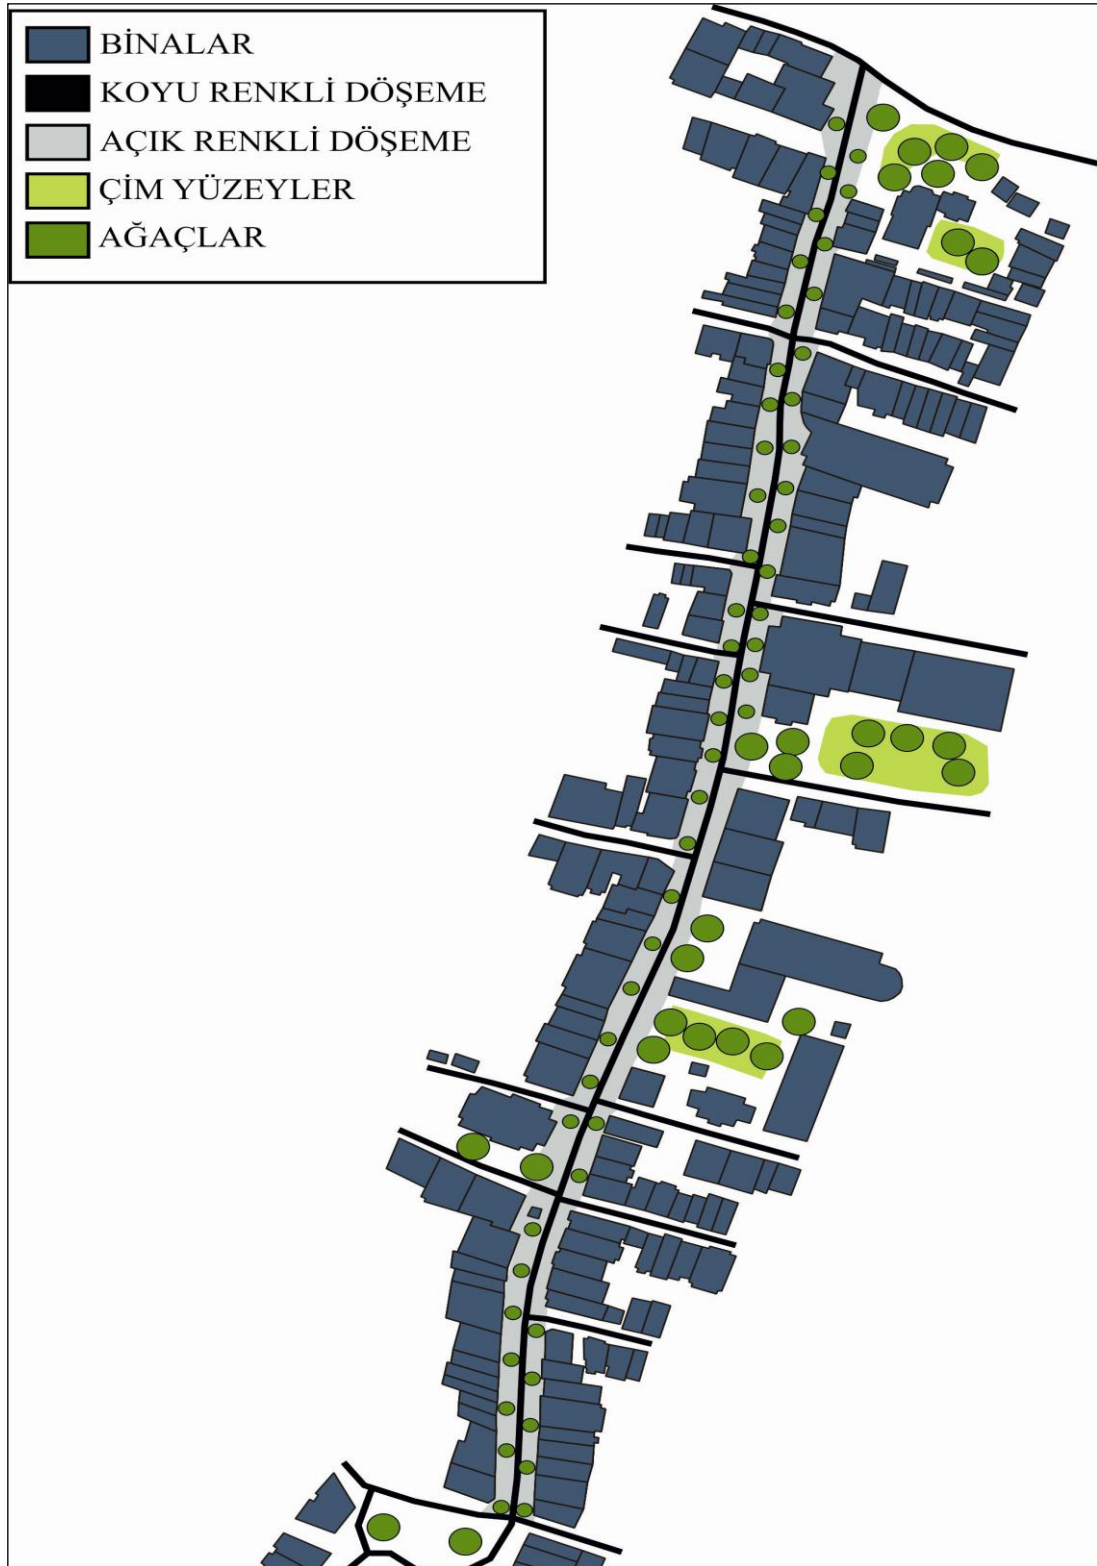 BİNALAR
KOYU RENKLİ DÖŞEME
AÇIK RENKLİ DÖŞEME
ÇİM YÜZEYLER
AĞAÇLAR